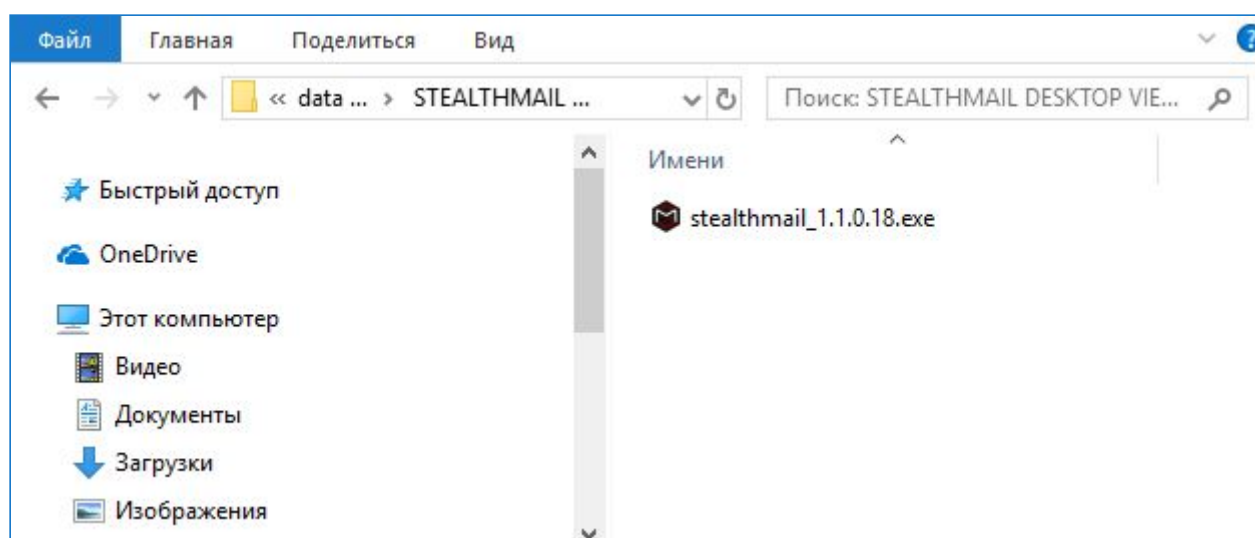 Файл Главная Поделиться Вид ?
« data ... › STEALTHMAIL ... Поиск: STEALTHMAIL DESKTOP VIE...
Имени
Быстрый доступ
stealthmail_1.1.0.18.exe
OneDrive
Этот компьютер
Видео
Документы
Загрузки
Изображения